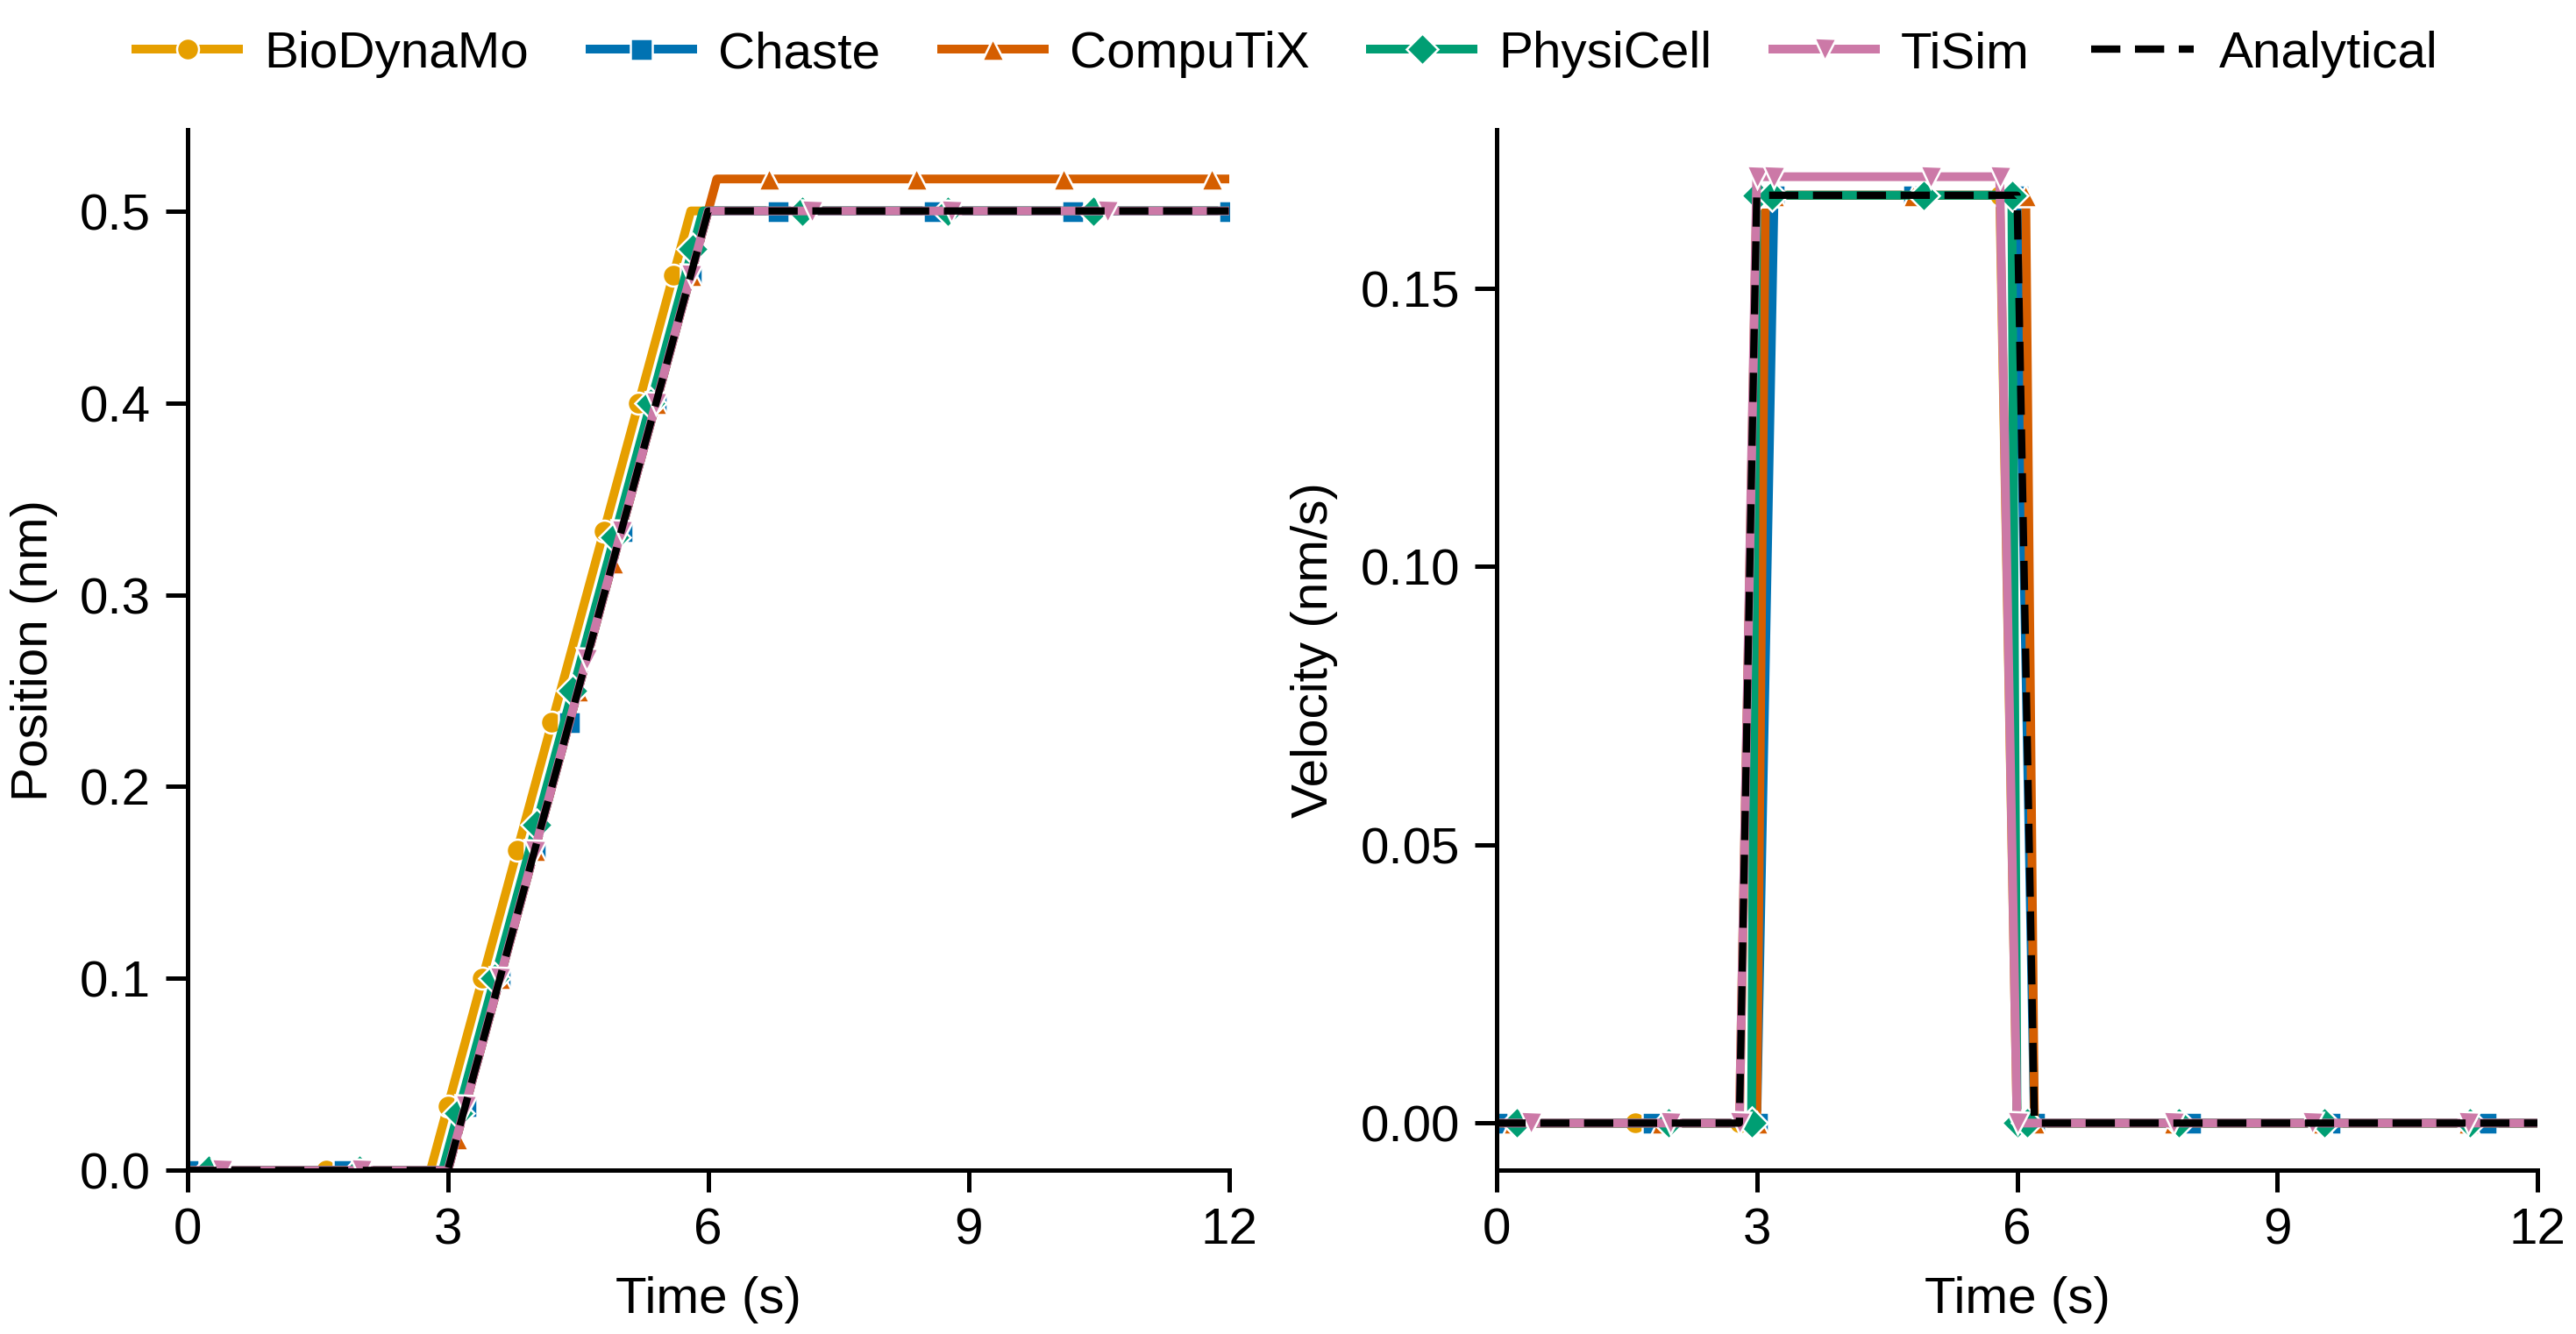 BioDynaMo Chaste CompuTiX PhysiCell TiSim Analytical
Position (nm)
0.5
0.4
0.3
0.2
0.1
0.0
0 3 6 9 12
Time (s)
Velocity (nm/s)
0.15
0.10
0.05
0.00
0 3 6 9 12
Time (s)